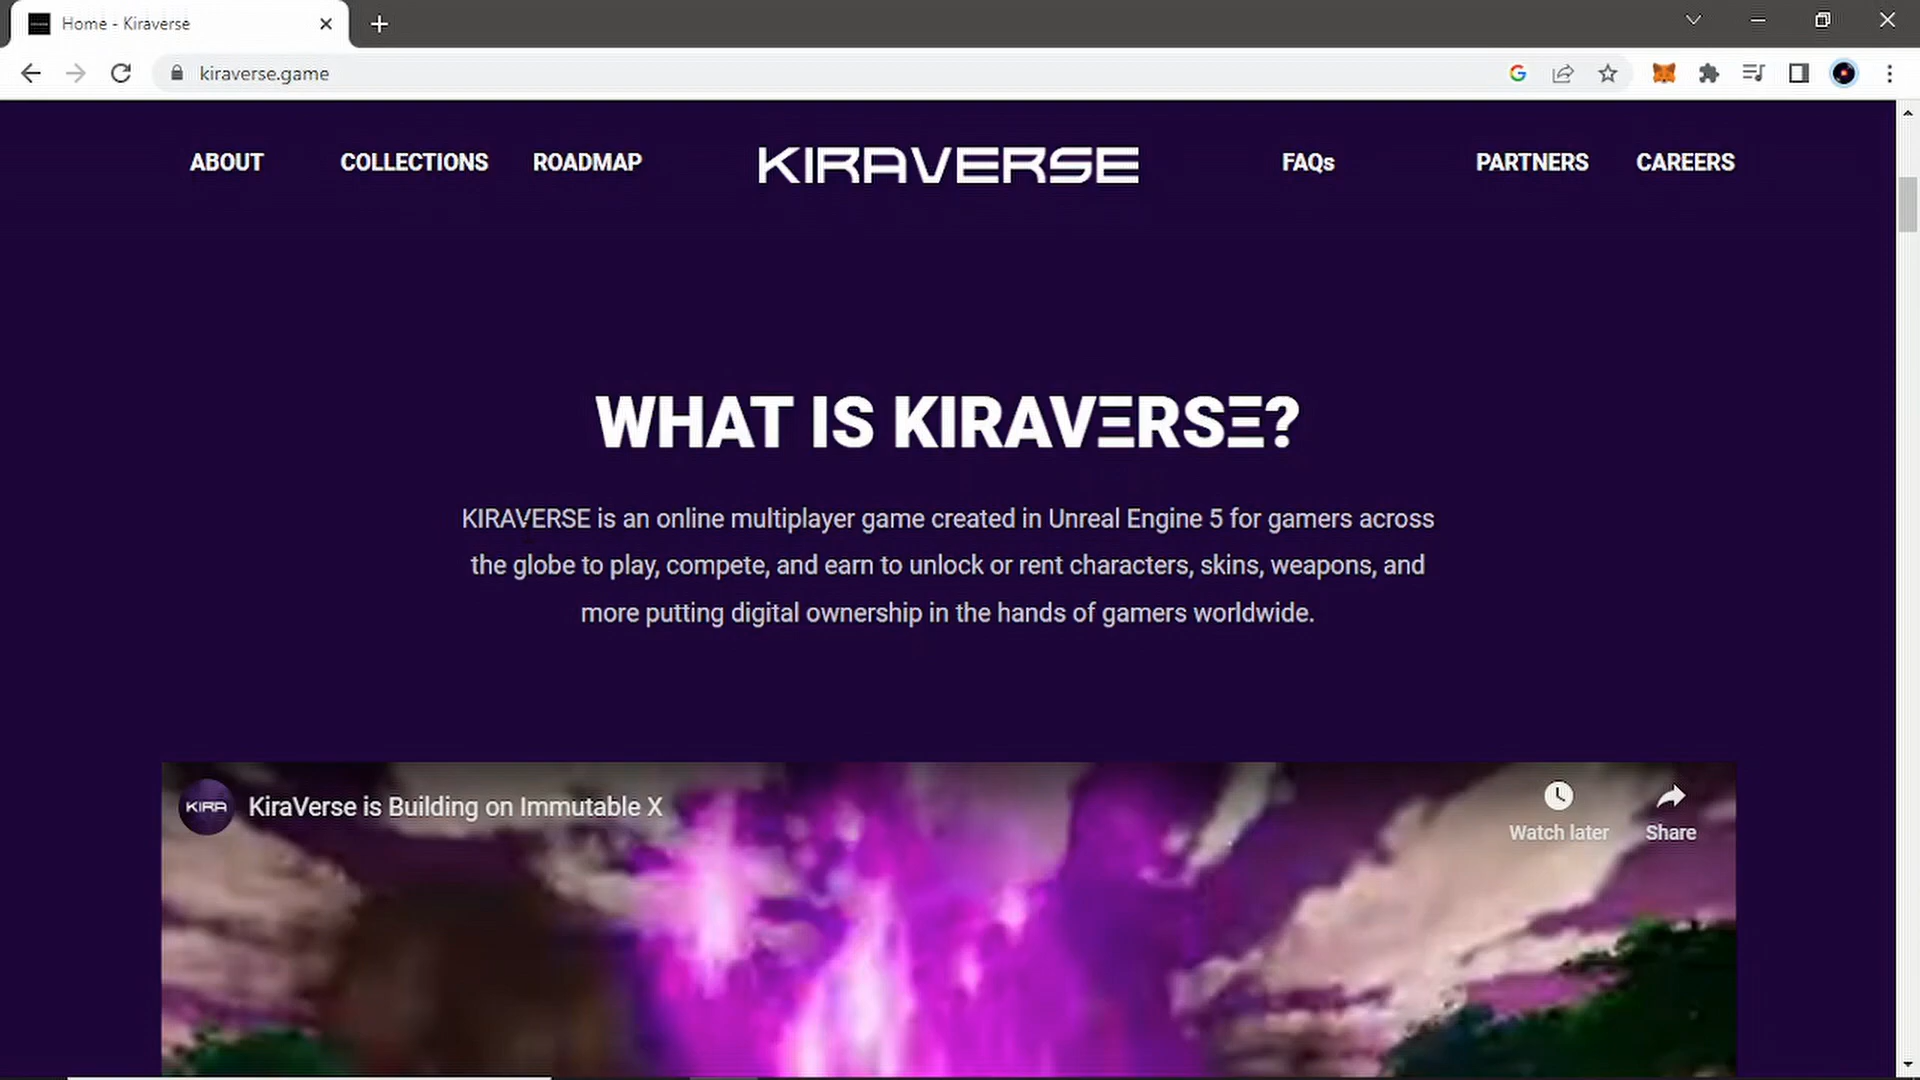 Home - Kiraverse
kiraverse.game
ABOUT COLLECTIONS ROADMAP KIRAVERSE FAQs PARTNERS CAREERS
WHAT IS KIRAVΞRSΞ?
KIRAVERSE is an online multiplayer game created in Unreal Engine 5 for gamers across
the globe to play, compete, and earn to unlock or rent characters, skins, weapons, and
more putting digital ownership in the hands of gamers worldwide.
KIRA KiraVerse is Building on Immutable X
Watch later Share